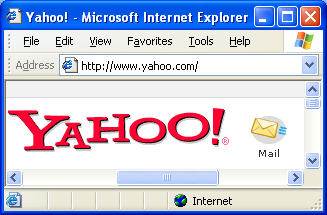 Yahoo! - Microsoft Internet Explorer
File Edit View Favorites Tools Help
Address http://www.yahoo.com/
YAHOO!®
Mail
Internet